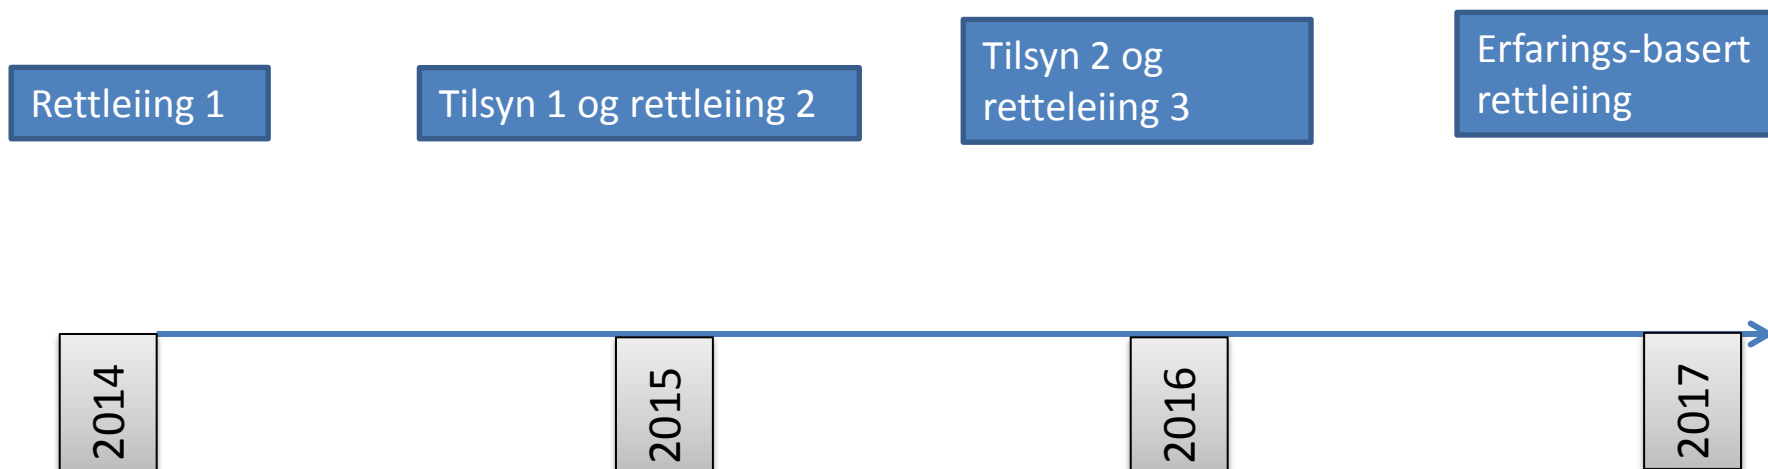 Rettleiing 1
Tilsyn 1 og rettleiing 2
Tilsyn 2 og
retteleiing 3
Erfarings-basert
rettleiing
2014
2015
2016
2017